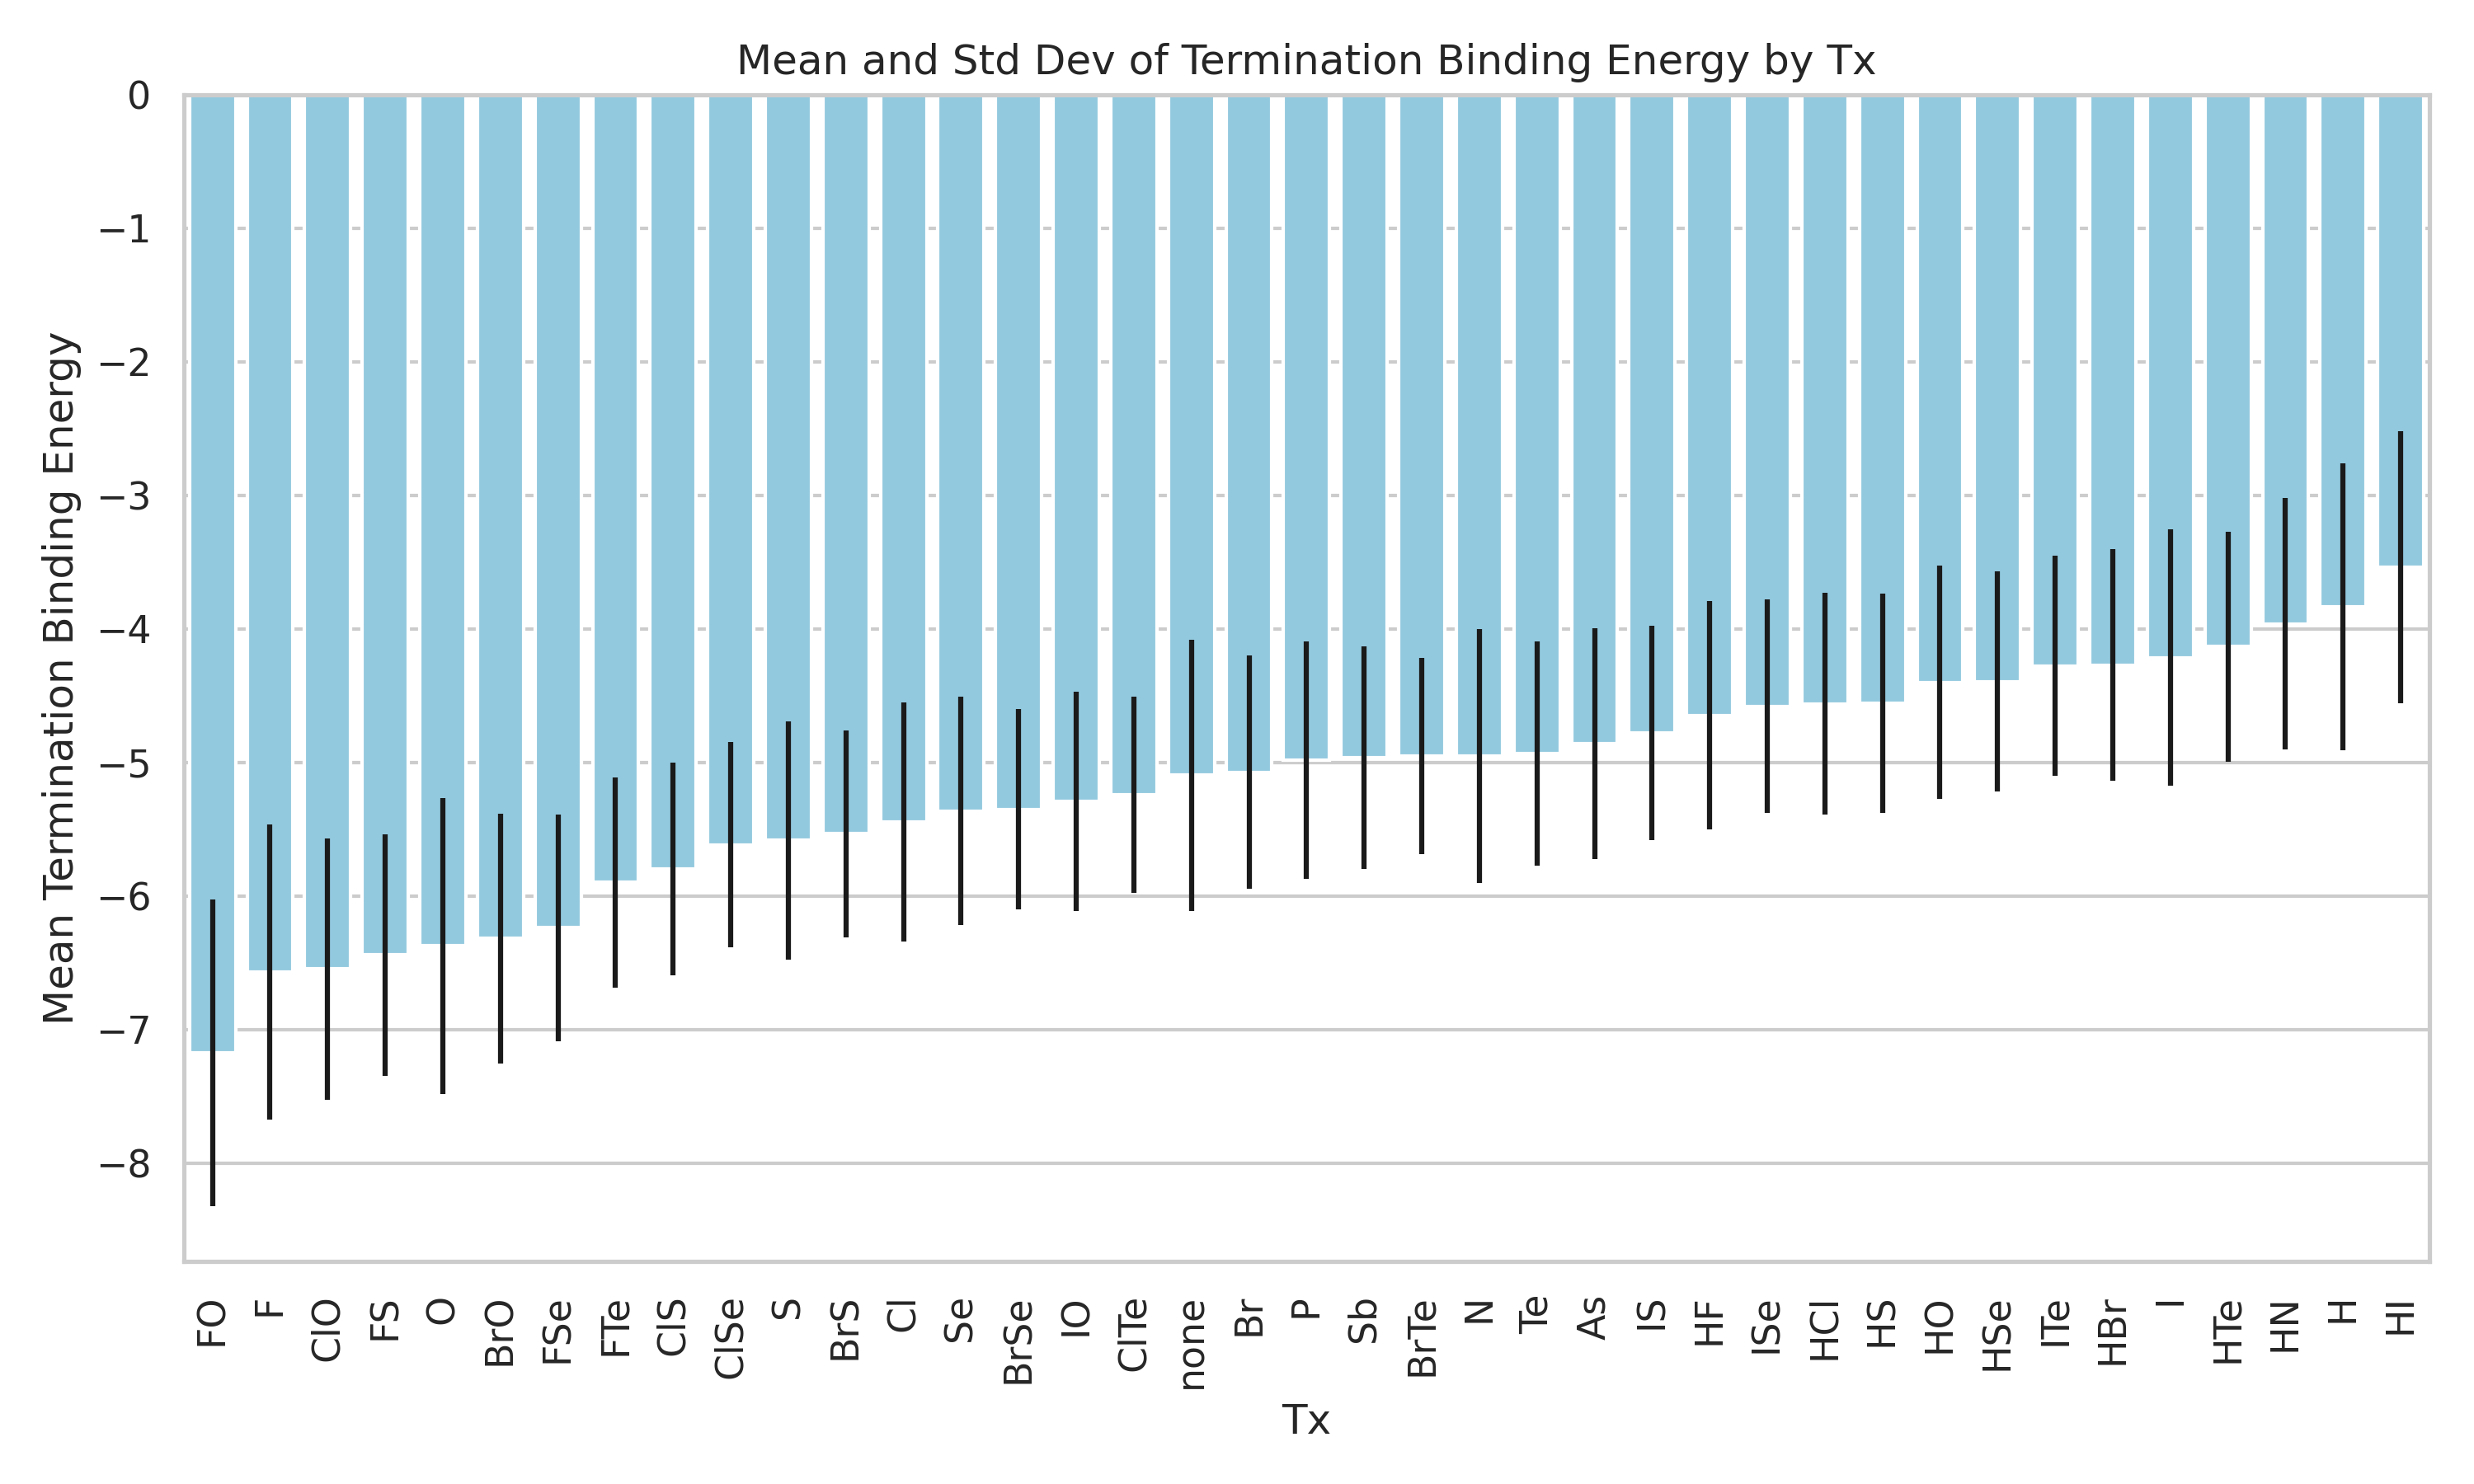 Mean and Std Dev of Termination Binding Energy by Tx
0
−1
−2
−3
−4
−5
−6
−7
−8
Mean Termination Binding Energy
FO
F
ClO
FS
O
BrO
FSe
FTe
ClS
ClSe
S
BrS
Cl
Se
BrSe
IO
ClTe
none
Br
P
Sb
BrTe
N
Te
As
IS
HF
ISe
HCl
HS
HO
HSe
ITe
HBr
I
HTe
HN
H
HI
Tx